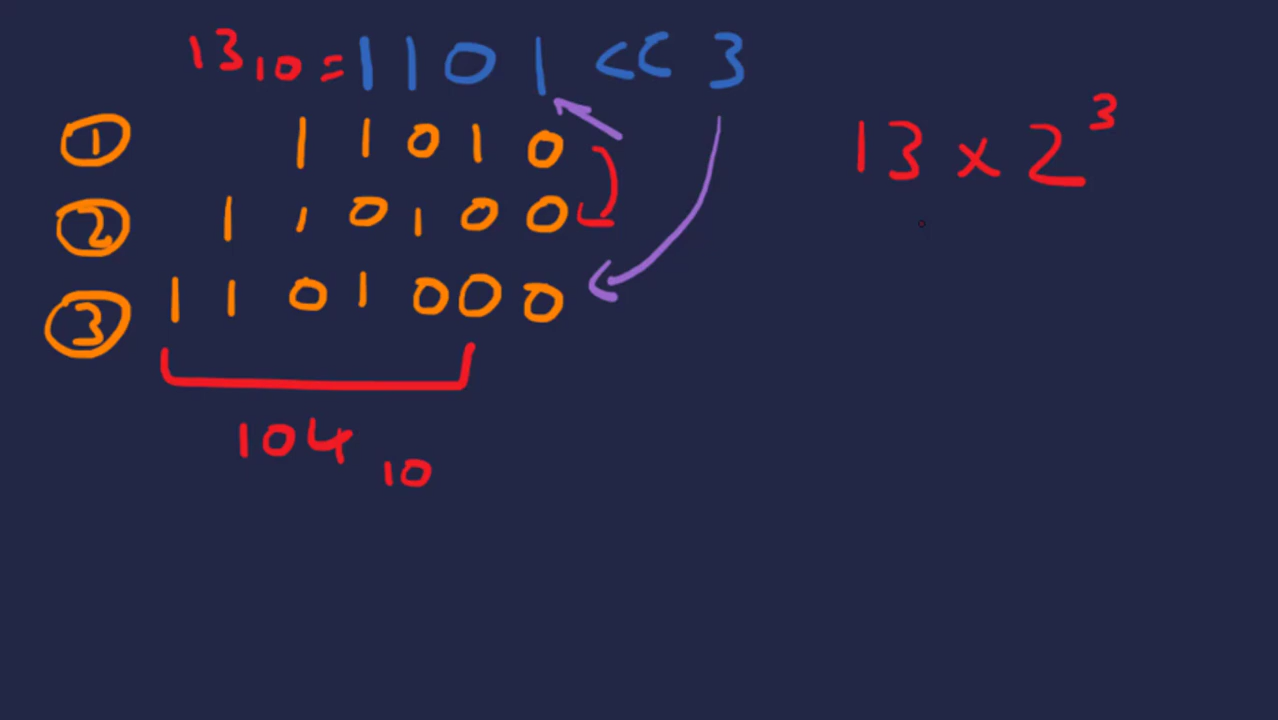 13₁₀ = 1101 << 3
① 11010
② 110100
③ 1101000
104₁₀
13 × 2³